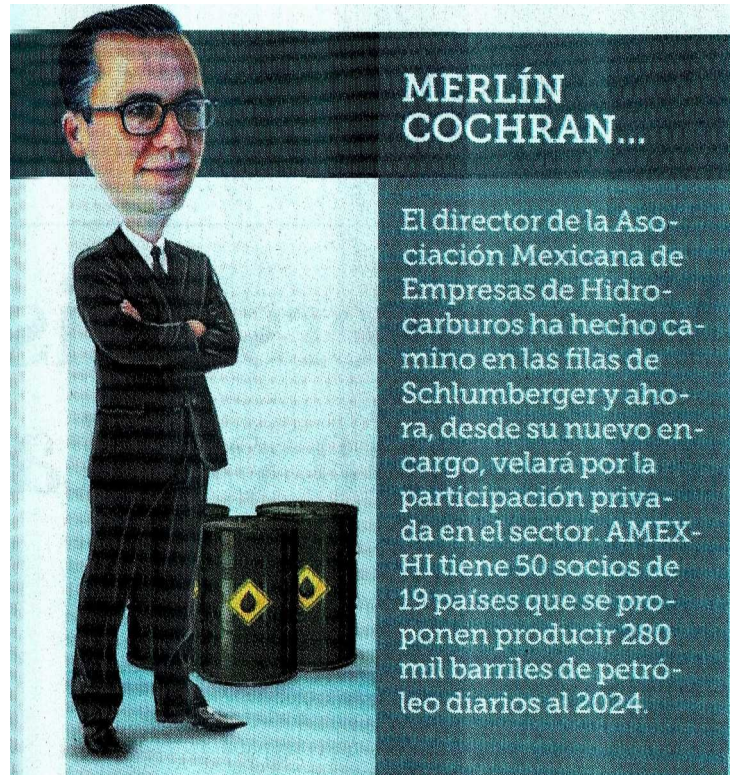 MERLÍN
COCHRAN...
El director de la Aso-
ciación Mexicana de
Empresas de Hidro-
carburos ha hecho ca-
mino en las filas de
Schlumberger y aho-
ra, desde su nuevo en-
cargo, velará por la
participación priva-
da en el sector. AMEX-
HI tiene 50 socios de
19 países que se pro-
ponen producir 280
mil barriles de petró-
leo diarios al 2024.